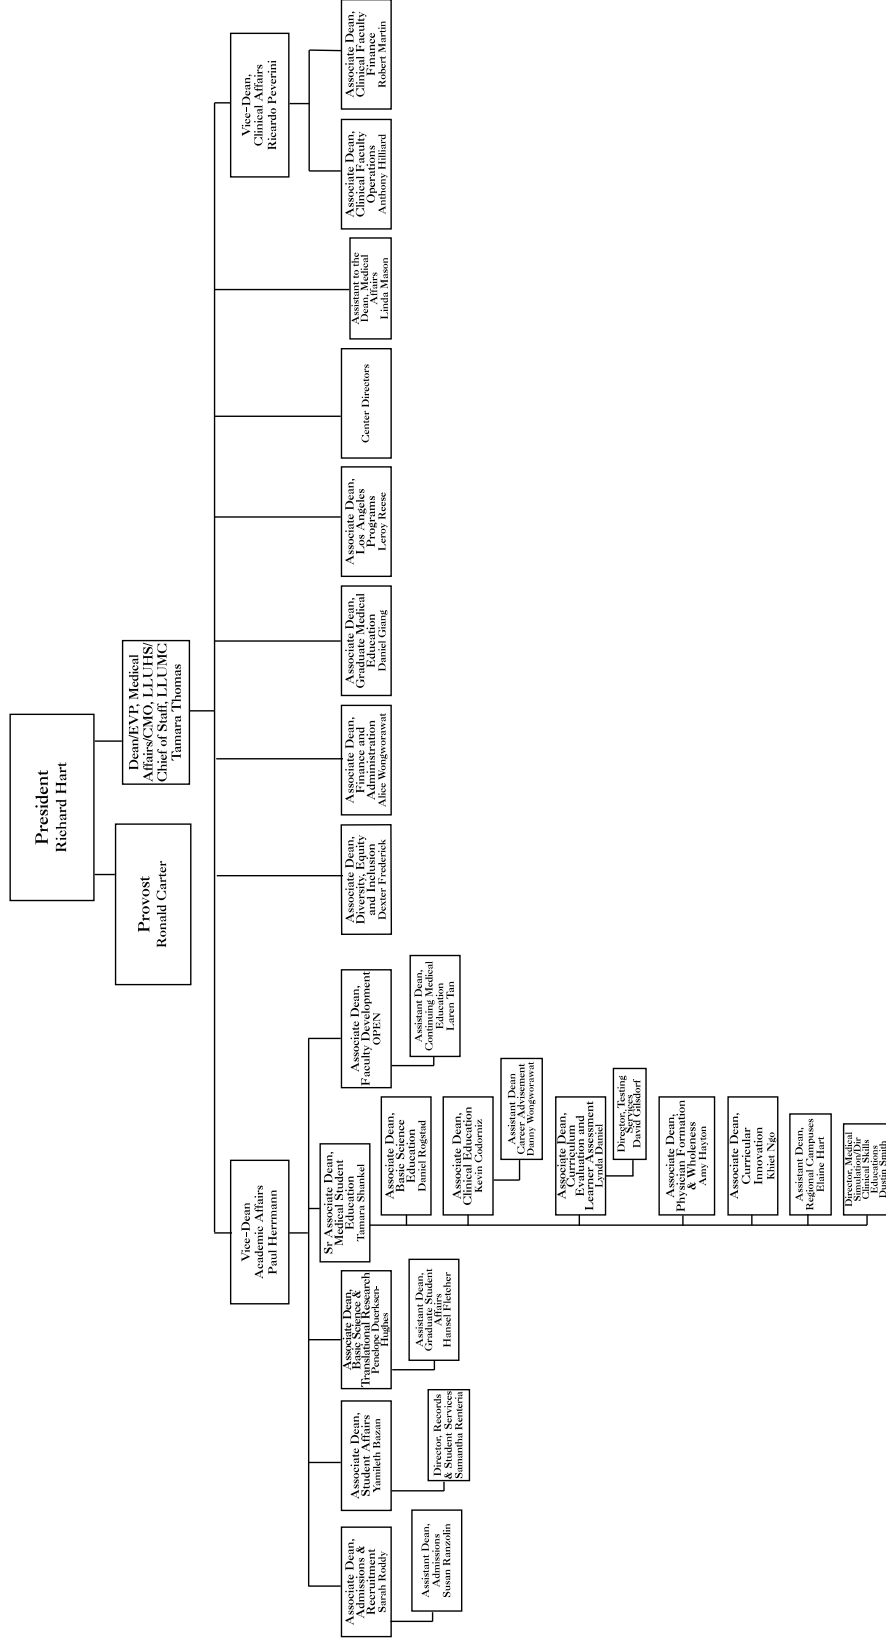 President
Richard Hart
Provost
Ronald Carter
Dean/EVP, Medical
Affairs/CMO, LLUHS/
Chief of Staff, LLUMC
Tamara Thomas
Vice-Dean
Academic Affairs
Paul Herrmann
Vice-Dean,
Clinical Affairs
Ricardo Peverini
Associate Dean,
Admissions &
Recruitment
Sarah Roddy
Assistant Dean,
Admissions
Susan Ranzolin
Associate Dean,
Student Affairs
Yamileth Bazan
Director, Records
& Student Services
Samantha Renteria
Associate Dean,
Basic Science &
Translational Research
Penelope Duerksen-
Hughes
Assistant Dean,
Graduate Student
Affairs
Hansel Fletcher
Sr Associate Dean,
Medical Student
Education
Tamara Shankel
Associate Dean,
Basic Science
Education
Daniel Rogstad
Associate Dean,
Clinical Education
Kevin Codorniz
Assistant Dean
Career Advisement
Danny Wongworawat
Associate Dean,
Curriculum
Evaluation and
Learner Assessment
Lynda Daniel
Director, Testing
Services
David Gilsdorf
Associate Dean,
Physician Formation
& Wholeness
Amy Hayton
Associate Dean,
Curricular
Innovation
Khiet Ngo
Assistant Dean,
Regional Campuses
Elaine Hart
Director, Medical
Simulation/Dir
Clinical Skills
Educations
Dustin Smith
Associate Dean,
Faculty Development
OPEN
Assistant Dean,
Continuing Medical
Education
Laren Tan
Associate Dean,
Diversity, Equity
and Inclusion
Dexter Frederick
Associate Dean,
Finance and
Administration
Alice Wongworawat
Associate Dean,
Graduate Medical
Education
Daniel Giang
Associate Dean,
Los Angeles
Programs
Leroy Reese
Center Directors
Assistant to the
Dean, Medical
Affairs
Linda Mason
Associate Dean,
Clinical Faculty
Operations
Anthony Hilliard
Associate Dean,
Clinical Faculty
Finance
Robert Martin